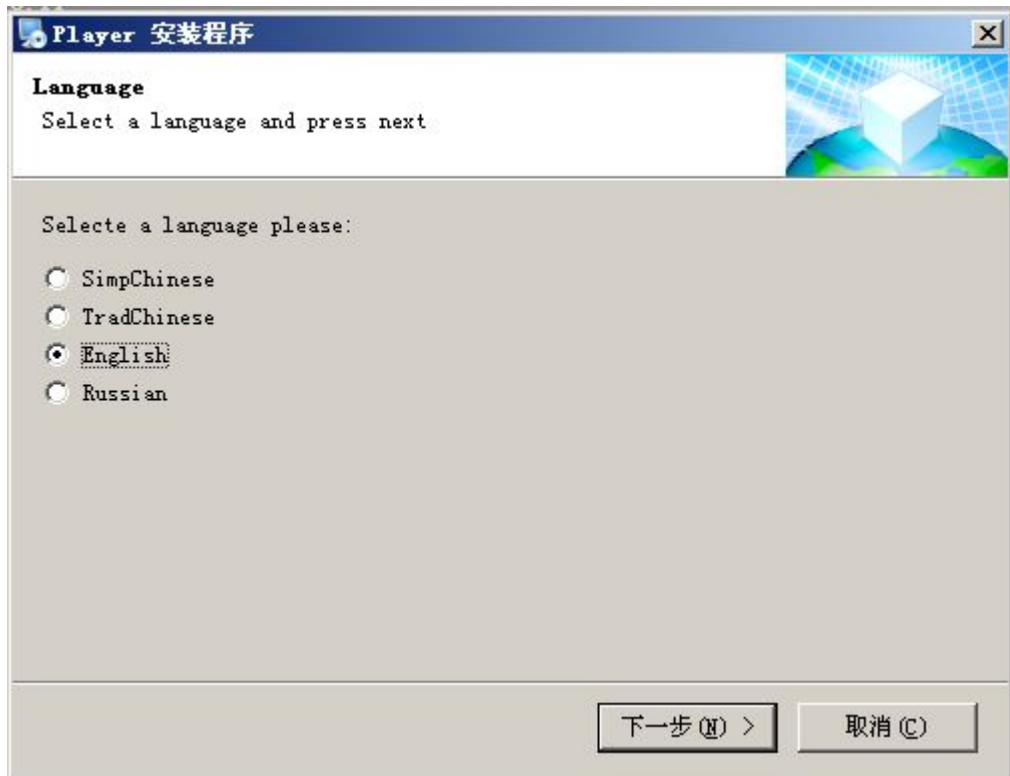 Player 安装程序
Language
Select a language and press next
Selecte a language please:
SimpChinese
TradChinese
English
Russian
下一步(N) >
取消(C)